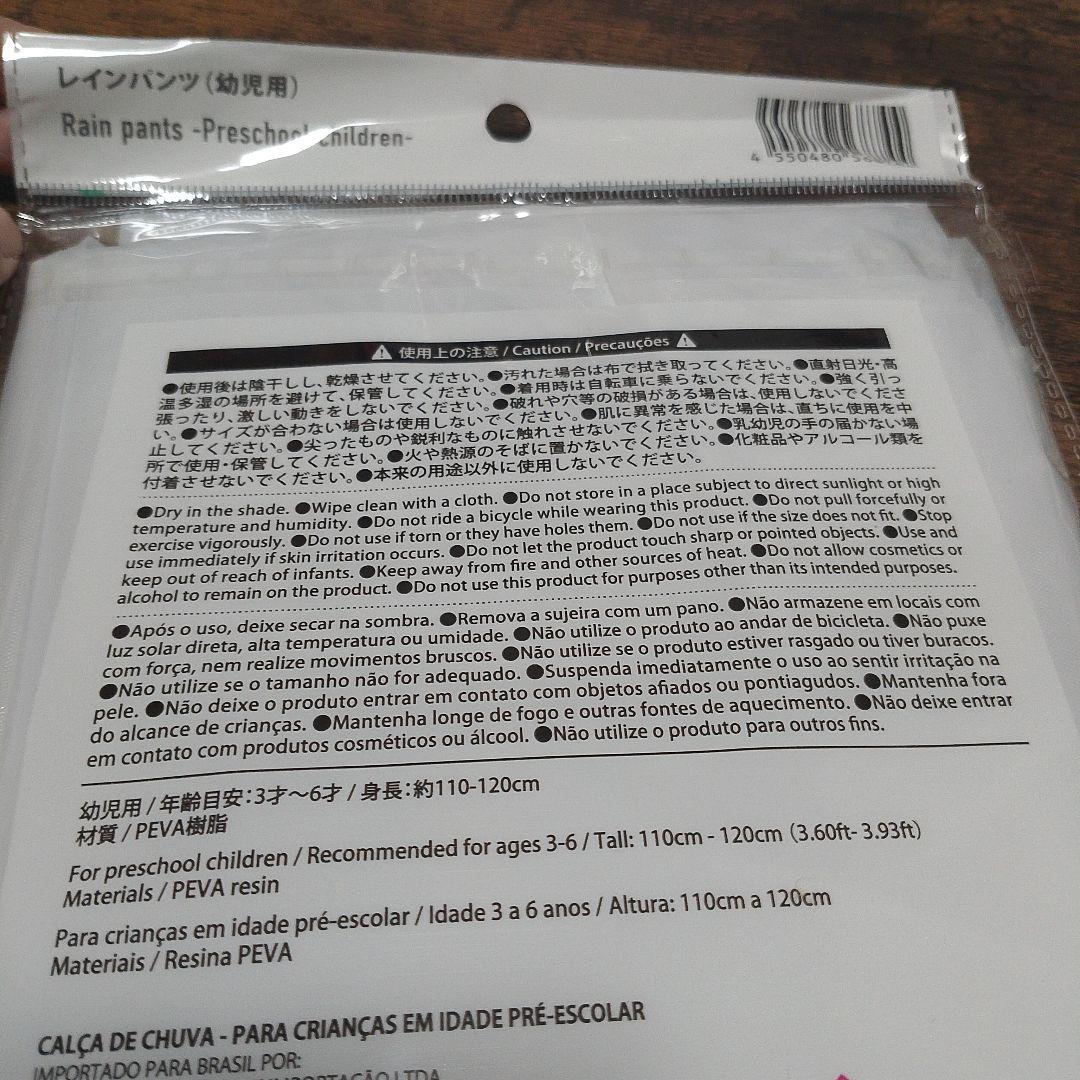 レインパンツ(幼児用)
Rain pants -Preschool children-
4 550480
使用上の注意 / Caution / Precauções
●使用後は陰干しし、乾燥させてください。●汚れた場合は布で拭き取ってください。●直射日光・高
温多湿の場所を避けて、保管してください。●着用時は自転車に乗らないでください。●強く引っ
張ったり、激しい動きをしないでください。●破れや穴等の破損がある場合は、使用しないでくださ
い。●サイズが合わない場合は使用しないでください。●肌に異常を感じた場合は、直ちに使用を中
止してください。●尖ったものや鋭利なものに触れさせないでください。●乳幼児の手の届かない場
所で使用・保管してください。●火や熱源のそばに置かないでください。●化粧品やアルコール類を
付着させないでください。●本来の用途以外に使用しないでください。
●Dry in the shade. ●Wipe clean with a cloth. ●Do not store in a place subject to direct sunlight or high
temperature and humidity. ●Do not ride a bicycle while wearing this product. ●Do not pull forcefully or
exercise vigorously. ●Do not use if torn or they have holes them. ●Do not use if the size does not fit. ●Stop
use immediately if skin irritation occurs. ●Do not let the product touch sharp or pointed objects. ●Use and
keep out of reach of infants. ●Keep away from fire and other sources of heat. ●Do not allow cosmetics or
alcohol to remain on the product. ●Do not use this product for purposes other than its intended purposes.
●Após o uso, deixe secar na sombra. ●Remova a sujeira com um pano. ●Não armazene em locais com
luz solar direta, alta temperatura ou umidade. ●Não utilize o produto ao andar de bicicleta. ●Não puxe
com força, nem realize movimentos bruscos. ●Não utilize se o produto estiver rasgado ou tiver buracos.
●Não utilize se o tamanho não for adequado. ●Suspenda imediatamente o uso ao sentir irritação na
pele. ●Não deixe o produto entrar em contato com objetos afiados ou pontiagudos. ●Mantenha fora
do alcance de crianças. ●Mantenha longe de fogo e outras fontes de aquecimento. ●Não deixe entrar
em contato com produtos cosméticos ou álcool. ●Não utilize o produto para outros fins.
幼児用 / 年齢目安:3才〜6才 / 身長:約110-120cm
材質 / PEVA樹脂
For preschool children / Recommended for ages 3-6 / Tall: 110cm - 120cm (3.60ft- 3.93ft)
Materials / PEVA resin
Para crianças em idade pré-escolar / Idade 3 a 6 anos / Altura: 110cm a 120cm
Materiais / Resina PEVA
CALÇA DE CHUVA - PARA CRIANÇAS EM IDADE PRÉ-ESCOLAR
IMPORTADO PARA BRASIL POR:
IMPORTAÇÃO LTDA